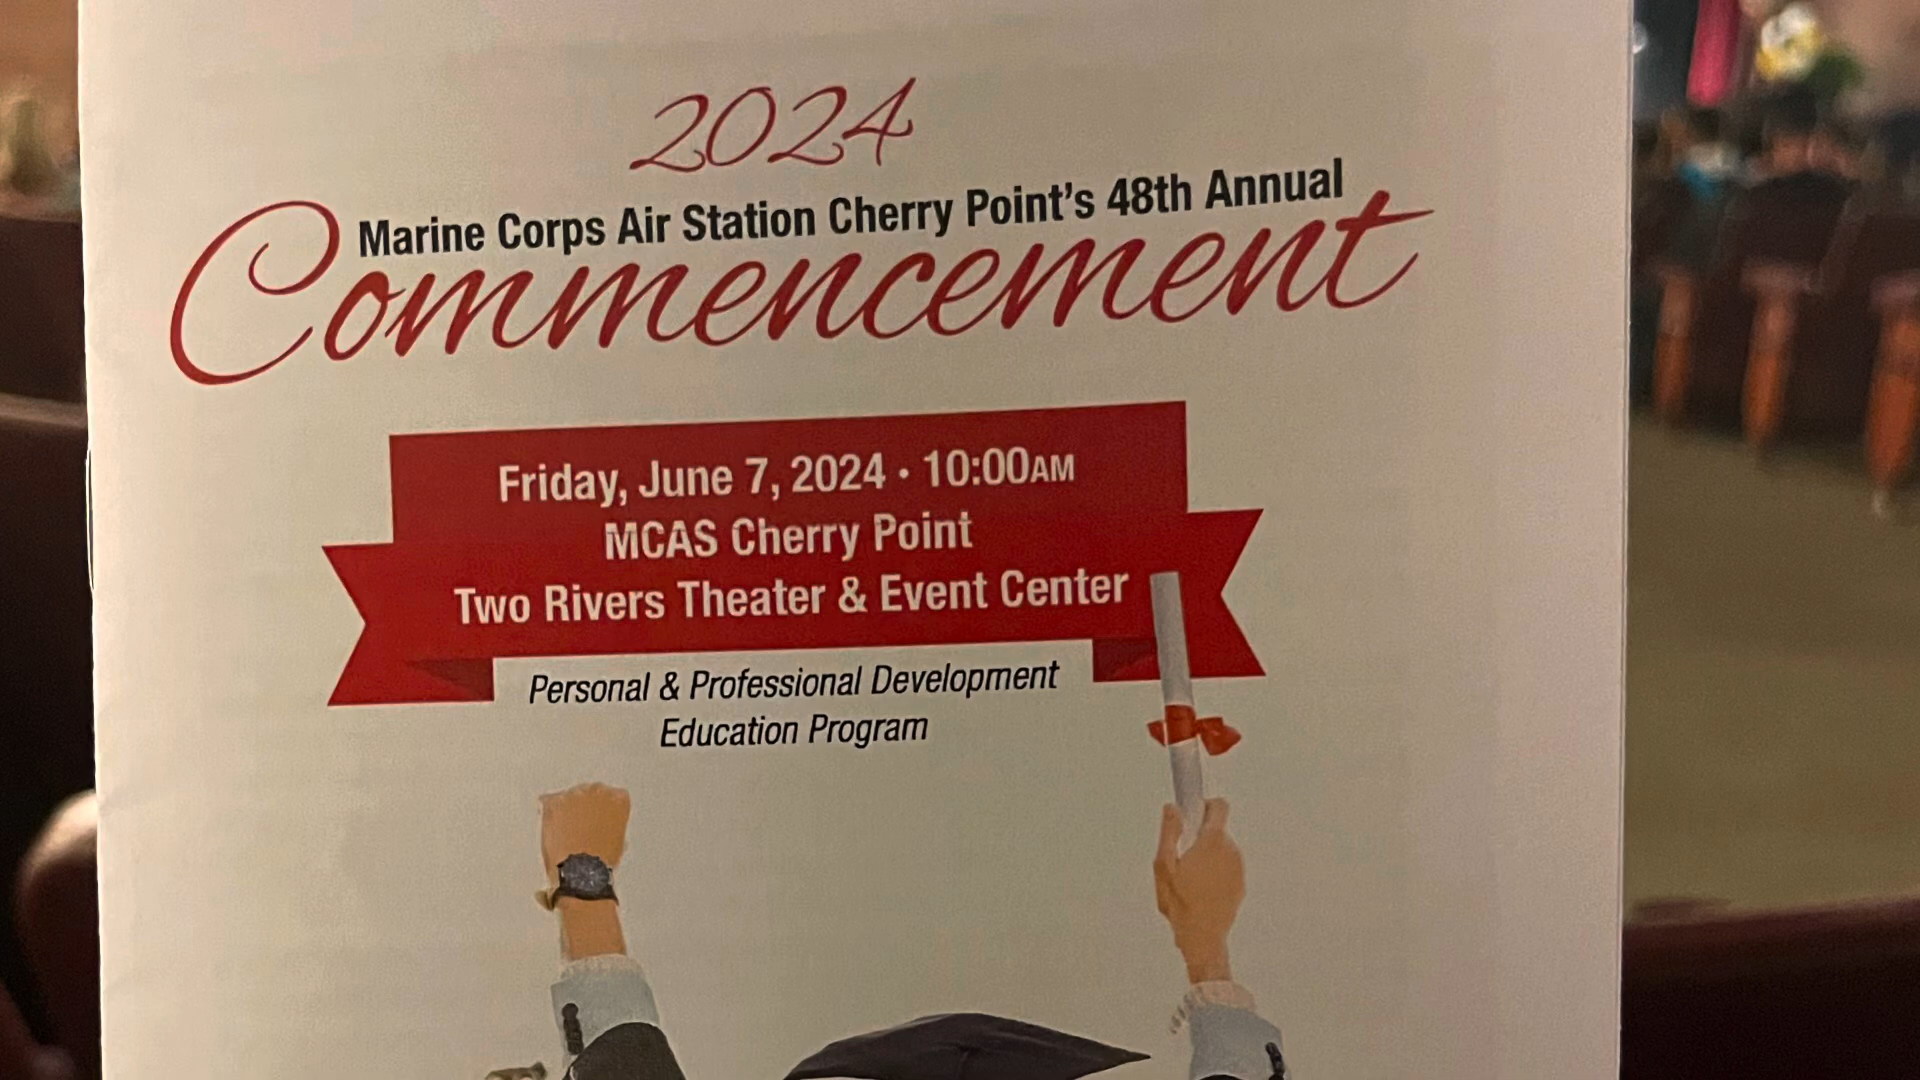 2024
Marine Corps Air Station Cherry Point's 48th Annual
Commencement
Friday, June 7, 2024 • 10:00AM
MCAS Cherry Point
Two Rivers Theater & Event Center
Personal & Professional Development
Education Program